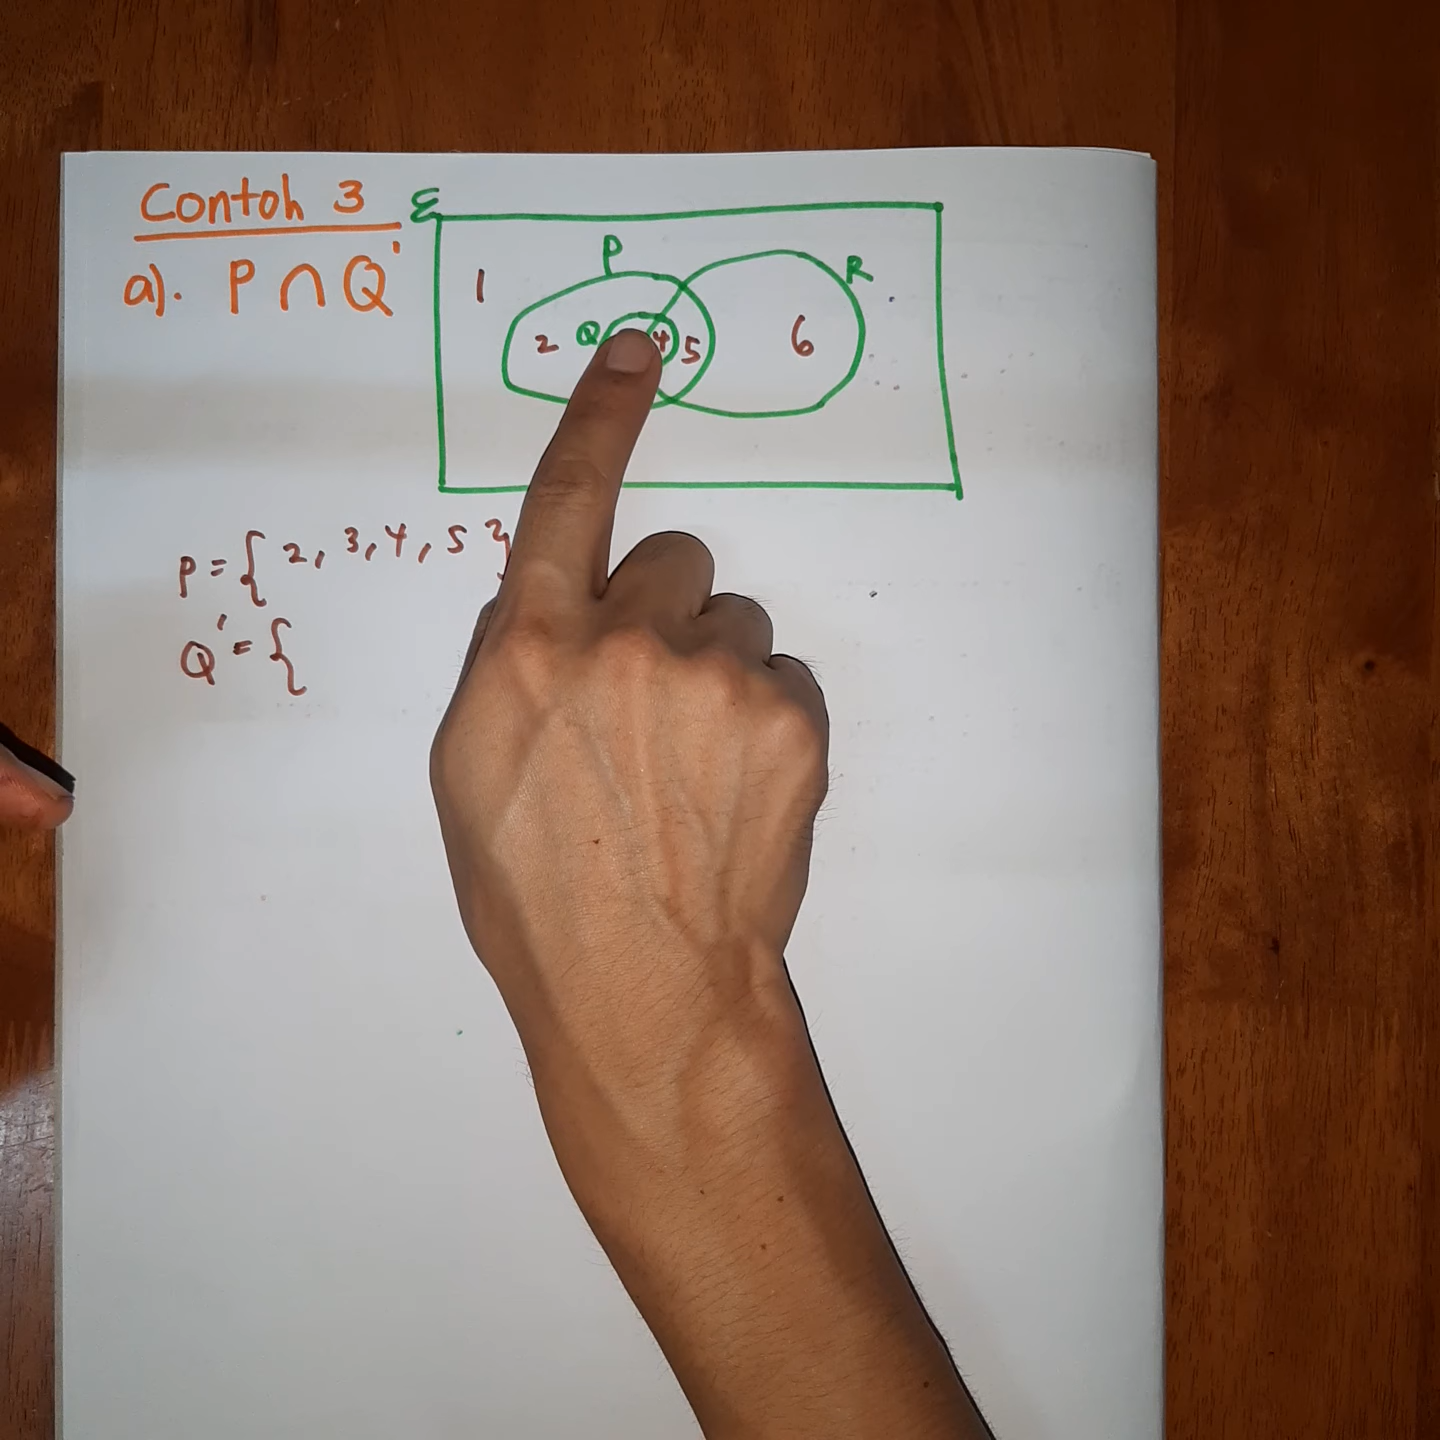 Contoh 3
a). P ∩ Q'
ε
P
R
1
2 Q 4 5 6
P = { 2, 3, 4, 5 }
Q' = {